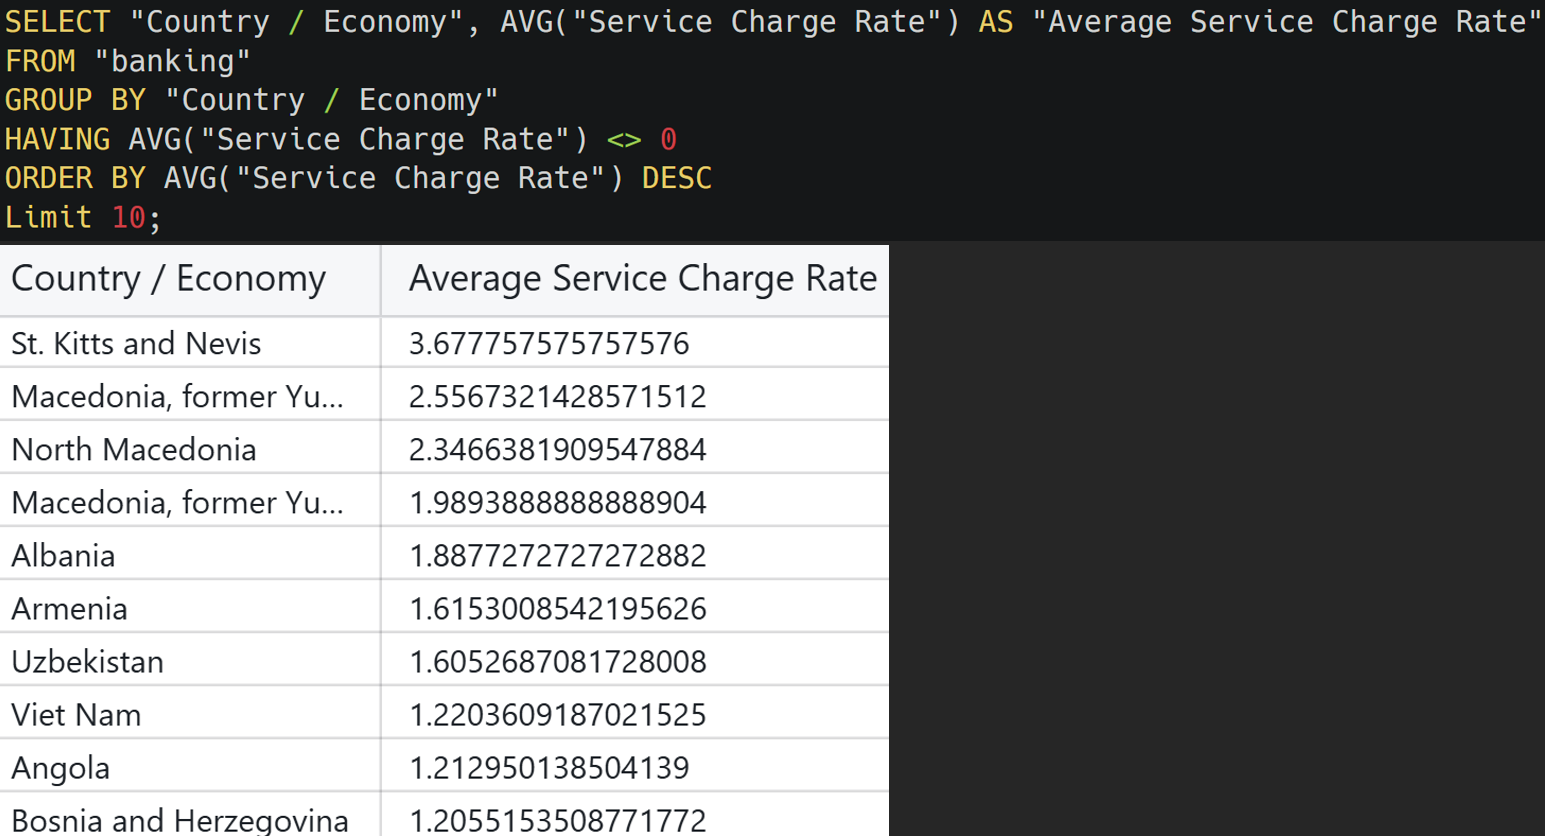 SELECT "Country / Economy", AVG("Service Charge Rate") AS "Average Service Charge Rate"
FROM "banking"
GROUP BY "Country / Economy"
HAVING AVG("Service Charge Rate") <> 0
ORDER BY AVG("Service Charge Rate") DESC
Limit 10;
Country / Economy Average Service Charge Rate
St. Kitts and Nevis 3.677757575757576
Macedonia, former Yu... 2.5567321428571512
North Macedonia 2.3466381909547884
Macedonia, former Yu... 1.9893888888888904
Albania 1.8877272727272882
Armenia 1.6153008542195626
Uzbekistan 1.6052687081728008
Viet Nam 1.2203609187021525
Angola 1.212950138504139
Bosnia and Herzegovina 1.2055153508771772